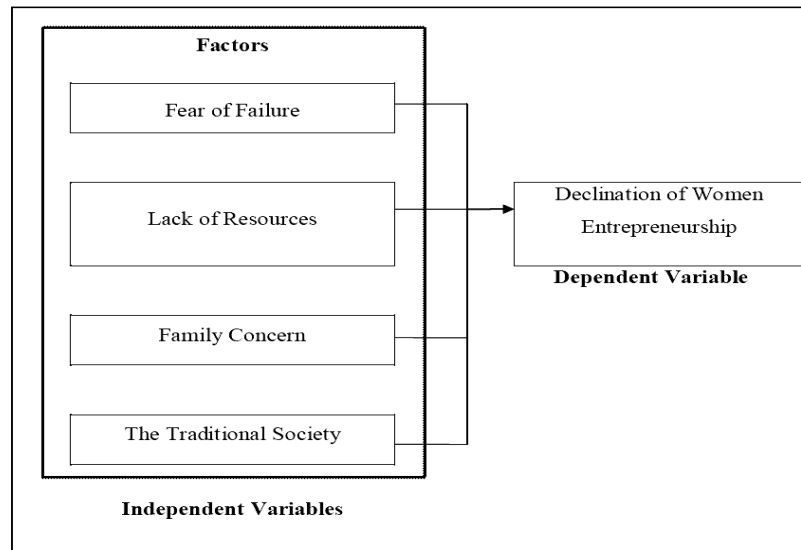 Factors
Fear of Failure
Lack of Resources
Family Concern
The Traditional Society
Independent Variables
Declination of Women
Entrepreneurship
Dependent Variable